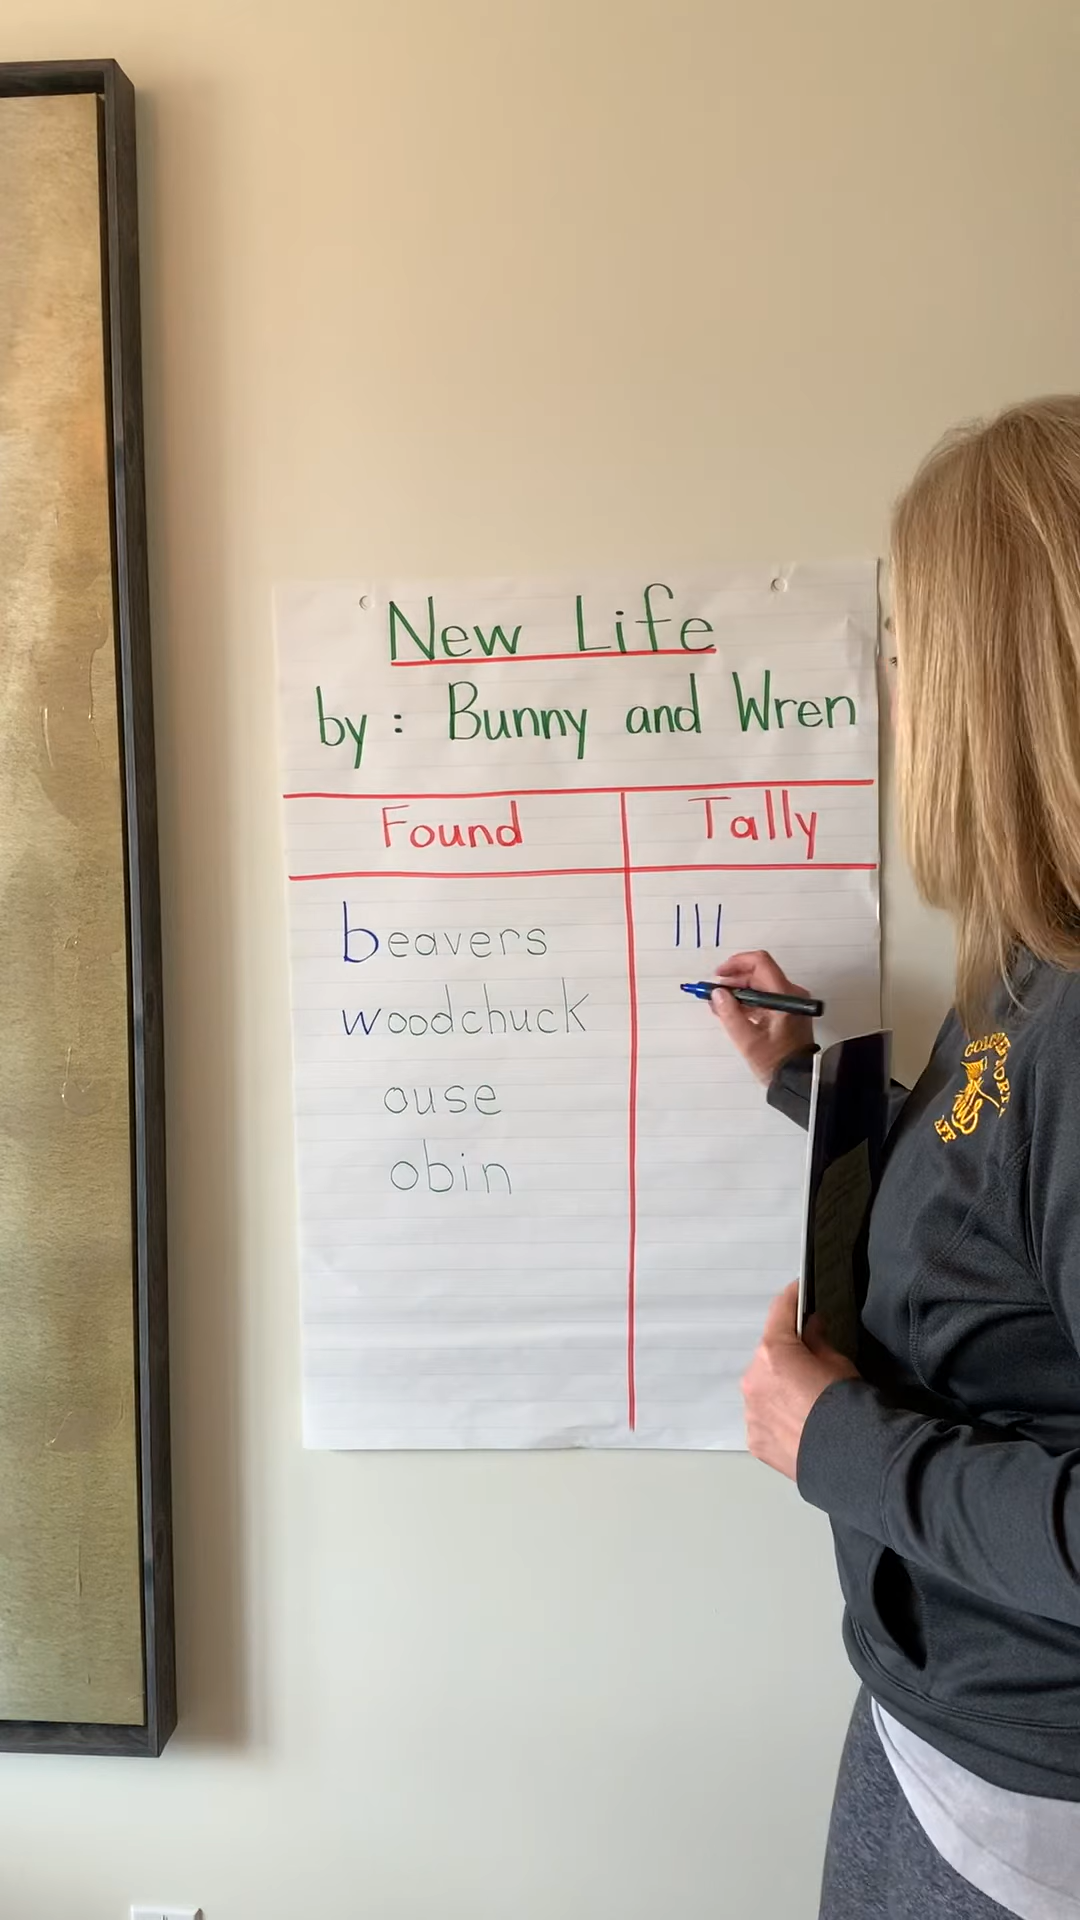 New Life
by: Bunny and Wren
Found Tally
beavers
woodchuck
ouse
obin